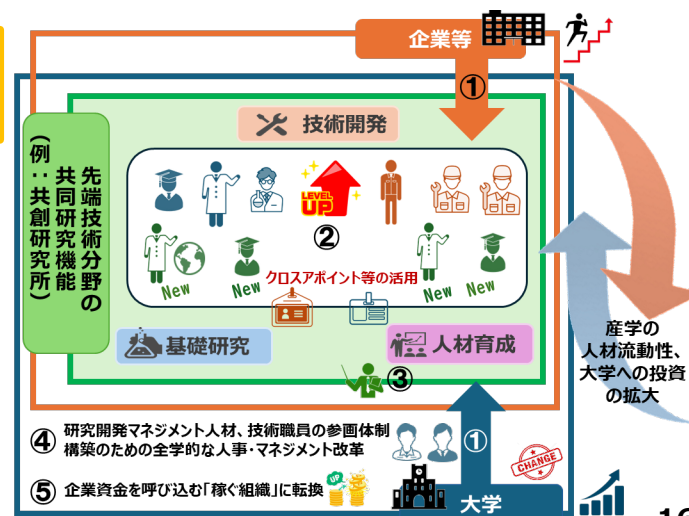 企業等
①
技術開発
先端技術分野の
共同研究機能
(例：共創研究所)
LEVEL
UP
②
New
New
クロスアポイント等の活用
New
New
基礎研究
人材育成
③
産学の
人材流動性、
大学への投資
の拡大
④ 研究開発マネジメント人材、技術職員の参画体制
構築のための全学的な人事・マネジメント改革
①
CHANGE
⑤ 企業資金を呼び込む「稼ぐ組織」に転換
UP
大学